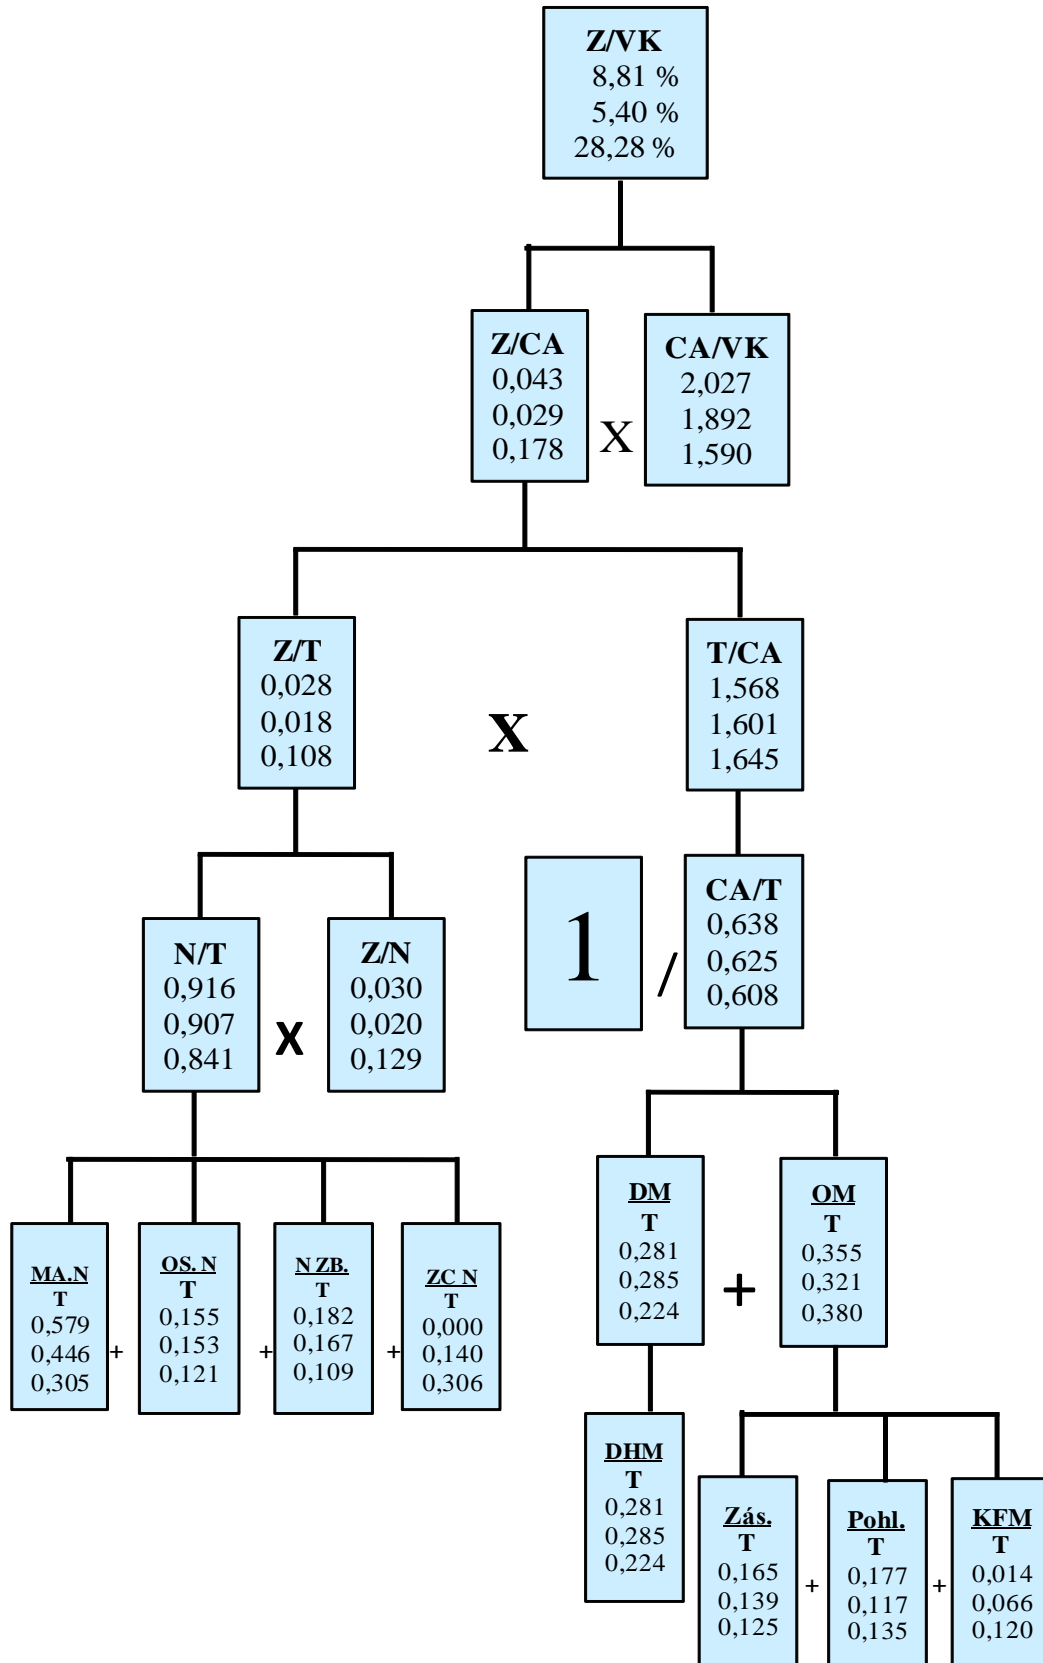 Z/VK
8,81 %
5,40 %
28,28 %
Z/CA
0,043
0,029
0,178
X
CA/VK
2,027
1,892
1,590
Z/T
0,028
0,018
0,108
X
T/CA
1,568
1,601
1,645
N/T
0,916
0,907
0,841
X
Z/N
0,030
0,020
0,129
1
/
CA/T
0,638
0,625
0,608
MA.N
T
0,579
0,446
0,305
+
OS. N
T
0,155
0,153
0,121
+
N ZB.
T
0,182
0,167
0,109
+
ZC N
T
0,000
0,140
0,306
DM
T
0,281
0,285
0,224
+
OM
T
0,355
0,321
0,380
DHM
T
0,281
0,285
0,224
Zás.
T
0,165
0,139
0,125
+
Pohl.
T
0,177
0,117
0,135
+
KFM
T
0,014
0,066
0,120